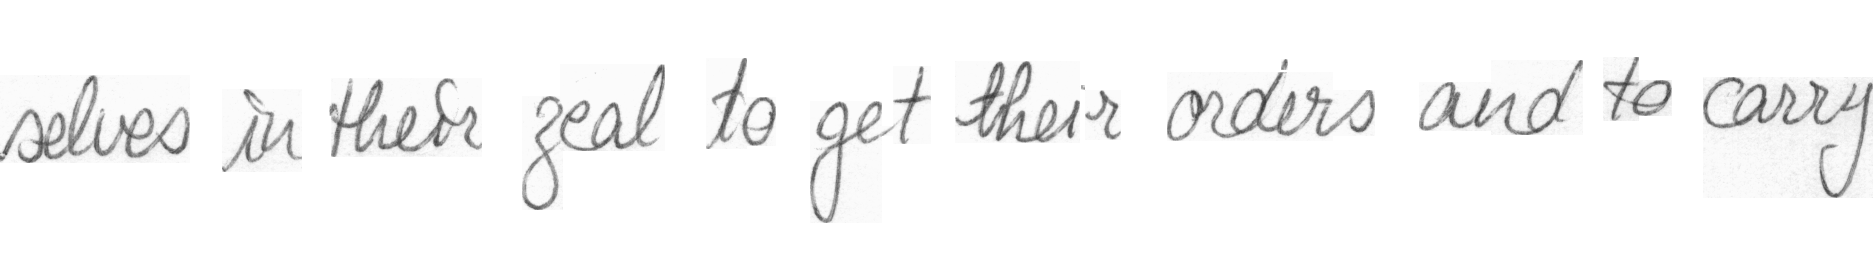 selves in their zeal to get their orders and to carry